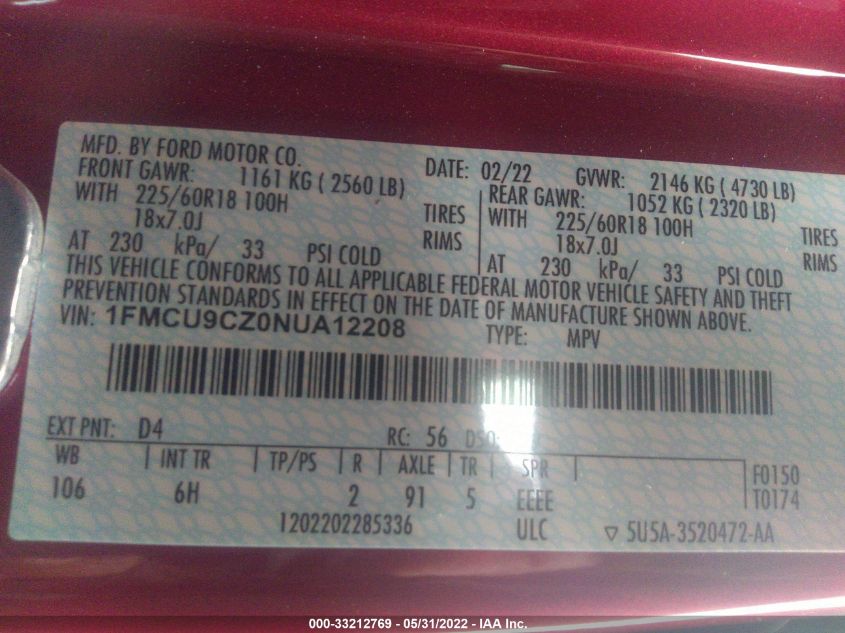 MFD. BY FORD MOTOR CO.
DATE: 02/22 GVWR: 2146 KG ( 4730 LB)
FRONT GAWR: 1161 KG ( 2560 LB) REAR GAWR: 1052 KG ( 2320 LB)
WITH 225/60R18 100H TIRES WITH 225/60R18 100H TIRES
18x7.0J RIMS 18x7.0J RIMS
AT 230 kPa/ 33 PSI COLD AT 230 kPa/ 33 PSI COLD
THIS VEHICLE CONFORMS TO ALL APPLICABLE FEDERAL MOTOR VEHICLE SAFETY AND THEFT
PREVENTION STANDARDS IN EFFECT ON THE DATE OF MANUFACTURE SHOWN ABOVE.
VIN: 1FMCU9CZ0NUA12208 TYPE: MPV
EXT PNT: D4 RC: 56 DSO:
WB INT TR TP/PS R AXLE TR SPR F0150
106 6H 2 91 5 EEEE T0174
1202202285336 ULC ▽ 5U5A-3520472-AA
000-33212769 - 05/31/2022 - IAA Inc.